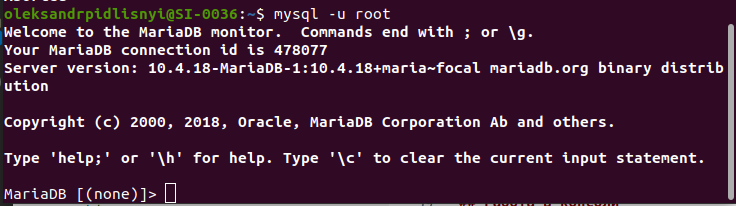 oleksandrpidlisnyi@SI-0036:~$ mysql -u root
Welcome to the MariaDB monitor.  Commands end with ; or \g.
Your MariaDB connection id is 478077
Server version: 10.4.18-MariaDB-1:10.4.18+maria~focal mariadb.org binary distrib
ution
Copyright (c) 2000, 2018, Oracle, MariaDB Corporation Ab and others.
Type 'help;' or '\h' for help. Type '\c' to clear the current input statement.
MariaDB [(none)]>